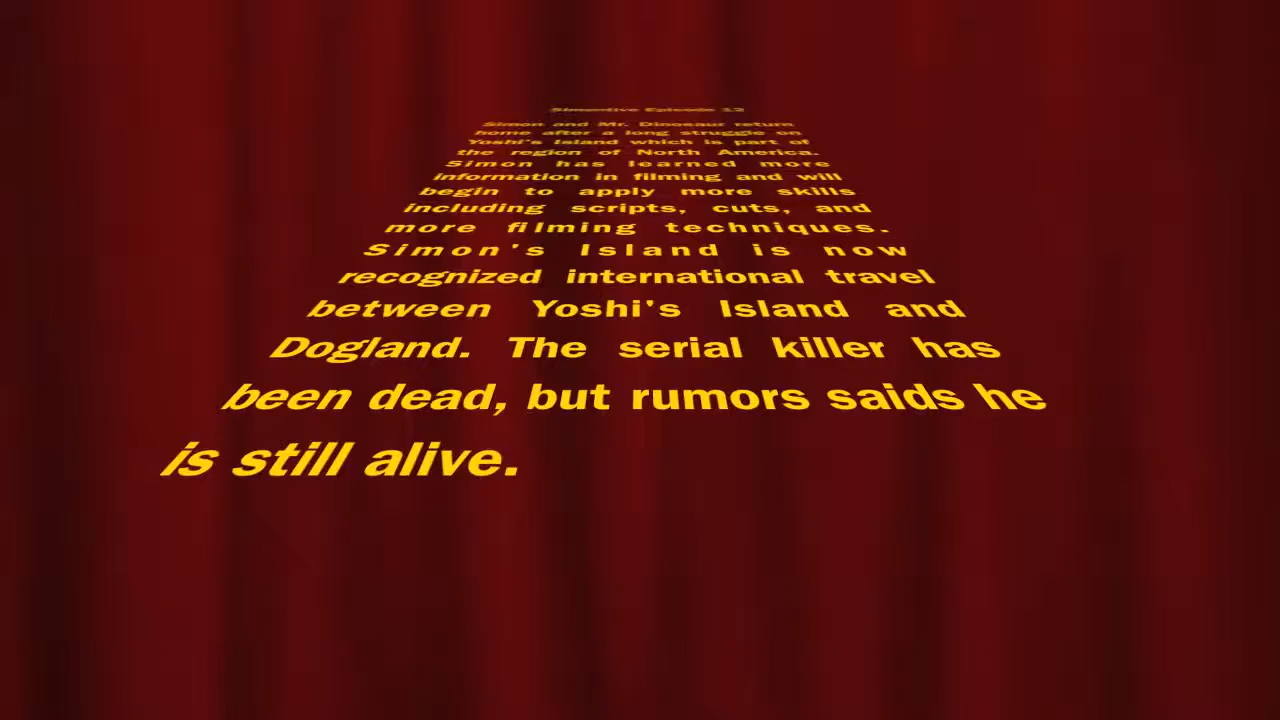 Episode 12
Simon and Mr. Dinosaur return
home after a long struggle on
Yoshi's Island which is part of
the region of North America.
Simon has learned more
information in filming and will
begin to apply more skills
including scripts, cuts, and
more filming techniques.
Simon's Island is now
recognized international travel
between Yoshi's Island and
Dogland. The serial killer has
been dead, but rumors saids he
is still alive.